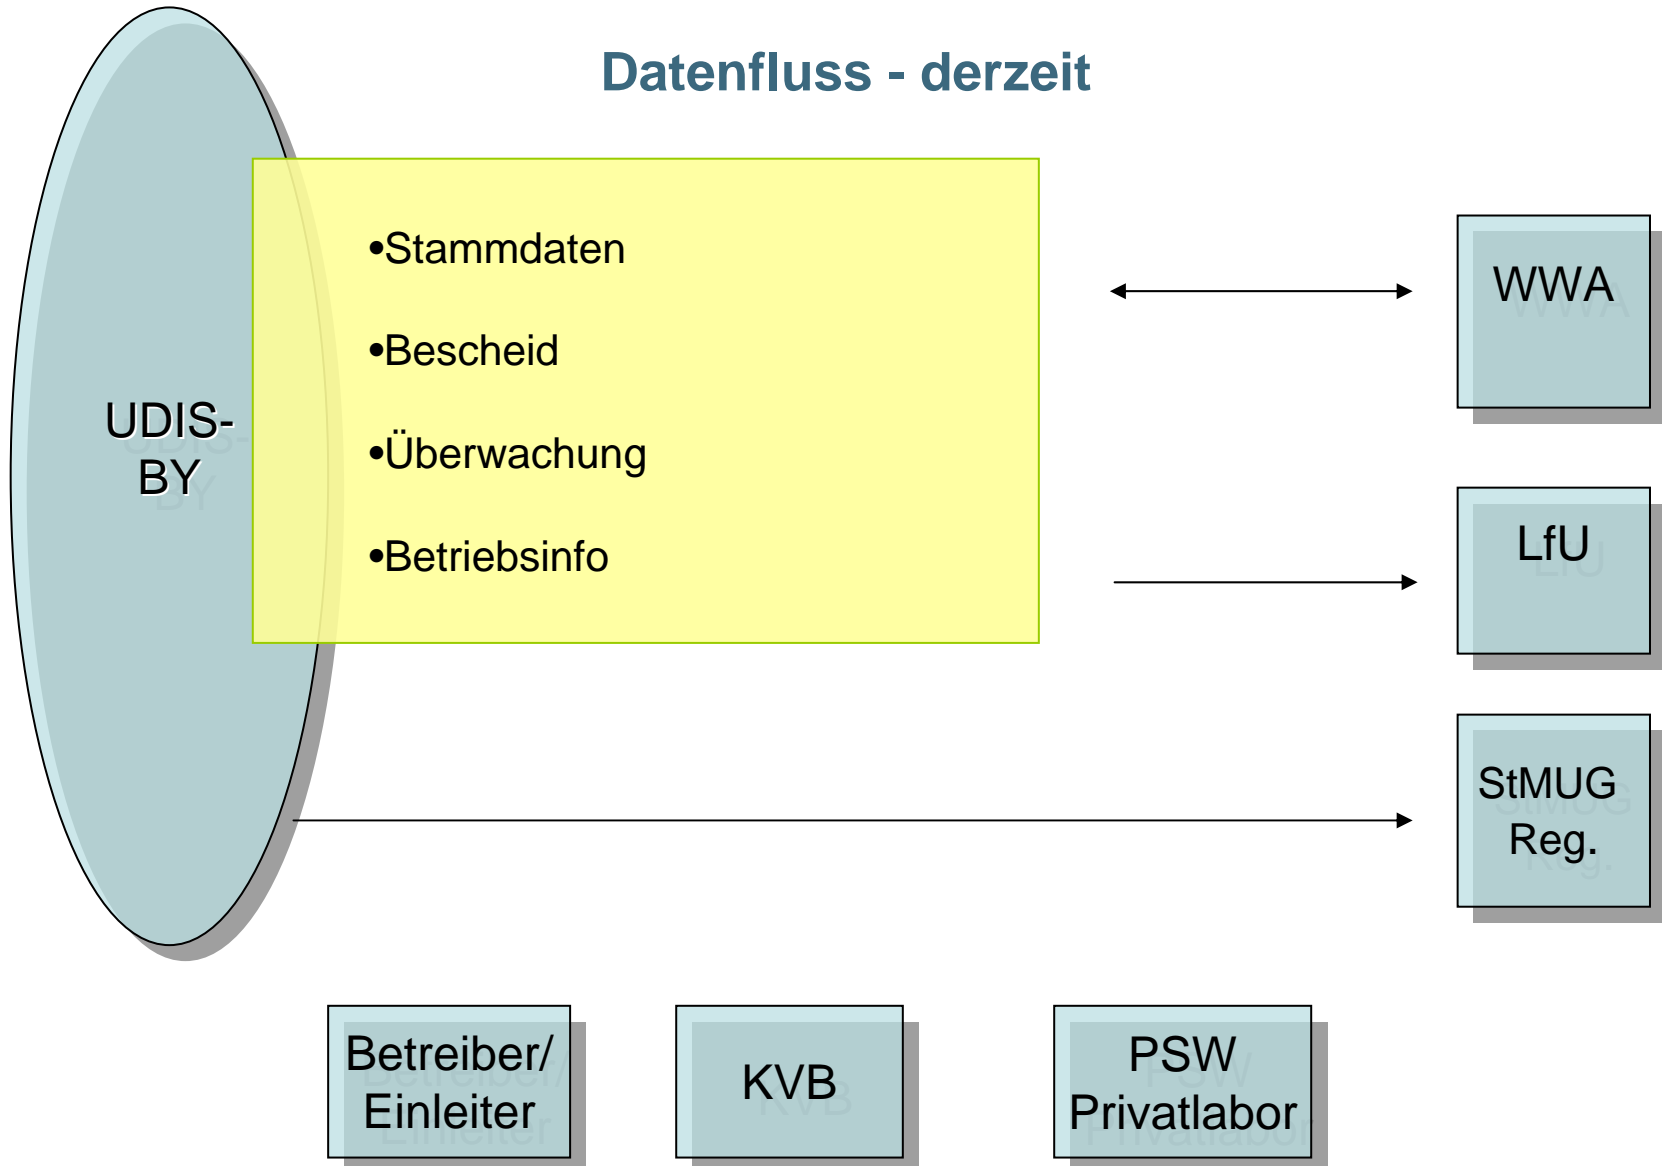 Datenfluss - derzeit
•Stammdaten
•Bescheid
•Überwachung
•Betriebsinfo
UDIS-
BY
WWA
LfU
StMUG
Reg.
Betreiber/
Einleiter
KVB
PSW
Privatlabor